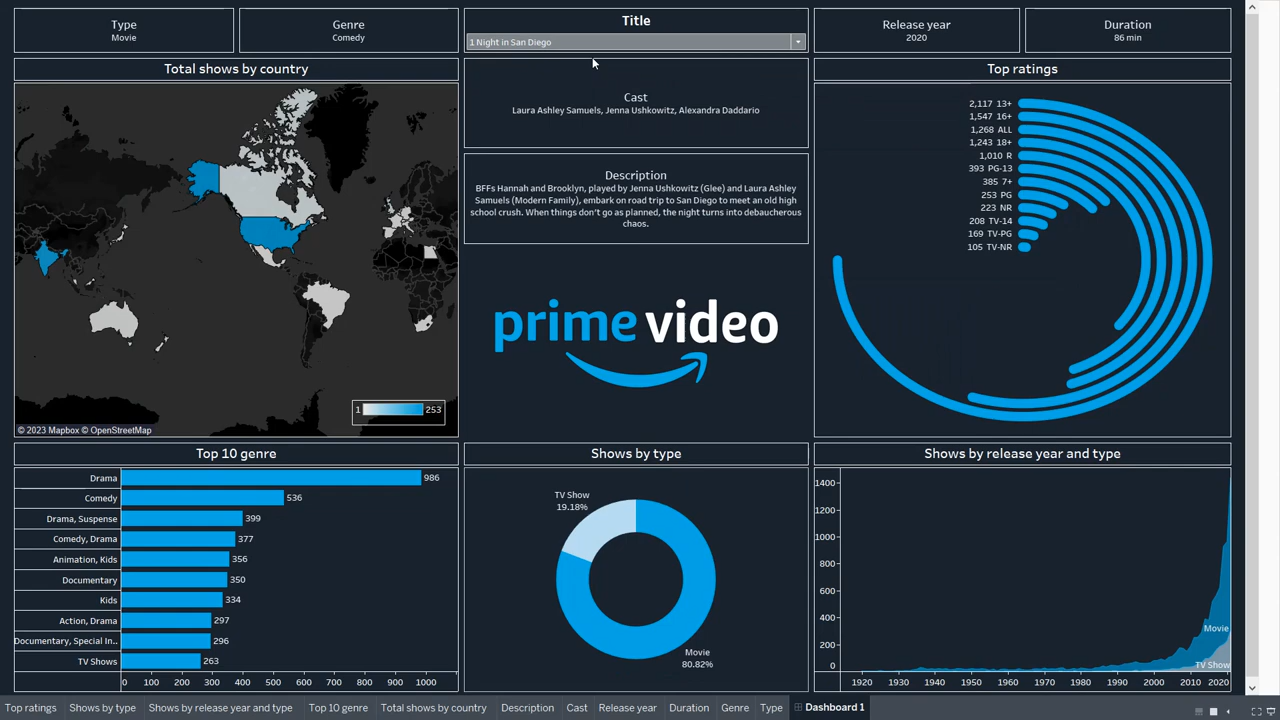 Type
Movie
Genre
Comedy
Title
1 Night in San Diego
Release year
2020
Duration
86 min
Total shows by country
© 2023 Mapbox © OpenStreetMap
1
253
Cast
Laura Ashley Samuels, Jenna Ushkowitz, Alexandra Daddario
Description
BFFs Hannah and Brooklyn, played by Jenna Ushkowitz (Glee) and Laura Ashley
Samuels (Modern Family), embark on road trip to San Diego to meet an old high
school crush. When things don’t go as planned, the night turns into debaucherous
chaos.
prime video
Top ratings
2,117 13+
1,547 16+
1,268 ALL
1,243 18+
1,010 R
393 PG-13
385 7+
253 PG
223 NR
208 TV-14
169 TV-PG
105 TV-NR
Top 10 genre
Drama 986
Comedy 536
Drama, Suspense 399
Comedy, Drama 377
Animation, Kids 356
Documentary 350
Kids 334
Action, Drama 297
Documentary, Special In.. 296
TV Shows 263
0 100 200 300 400 500 600 700 800 900 1000
Shows by type
TV Show
19.18%
Movie
80.82%
Shows by release year and type
1400
1200
1000
800
600
400
200
0
Movie
TV Show
1920 1930 1940 1950 1960 1970 1980 1990 2000 2010 2020
Top ratings Shows by type Shows by release year and type Top 10 genre Total shows by country Description Cast Release year Duration Genre Type Dashboard 1